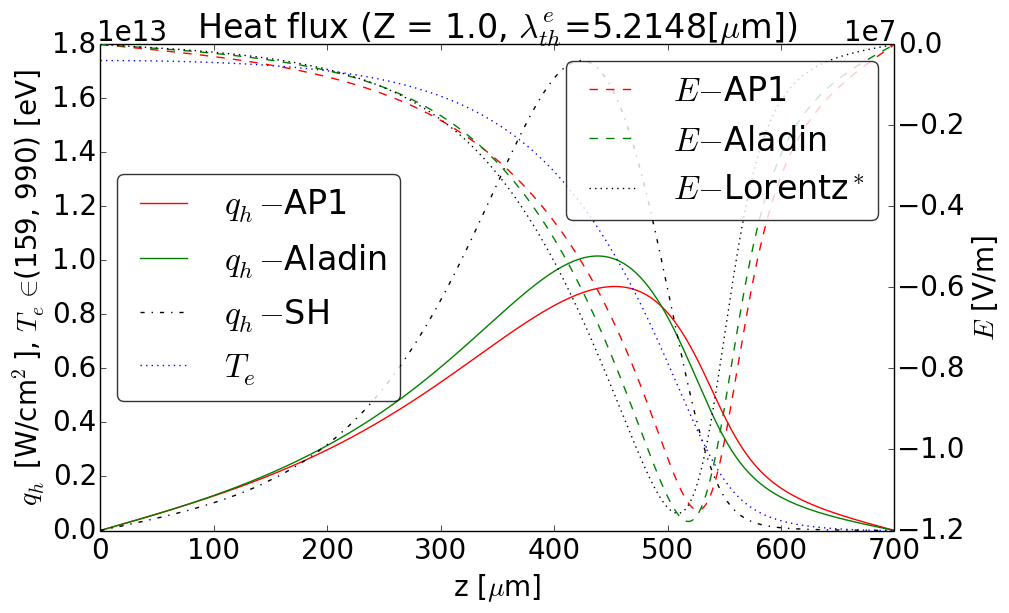 Heat flux (Z = 1.0, λ_th^e=5.2148[μm])
1e13
1e7
1.8
1.6
1.4
1.2
1.0
0.8
0.6
0.4
0.2
0.0
q_h [W/cm^2], T_e ∈(159, 990) [eV]
q_h −AP1
q_h −Aladin
q_h −SH
T_e
E−AP1
E−Aladin
E−Lorentz*
0.0
−0.2
−0.4
−0.6
−0.8
−1.0
−1.2
E [V/m]
0 100 200 300 400 500 600 700
z [μm]